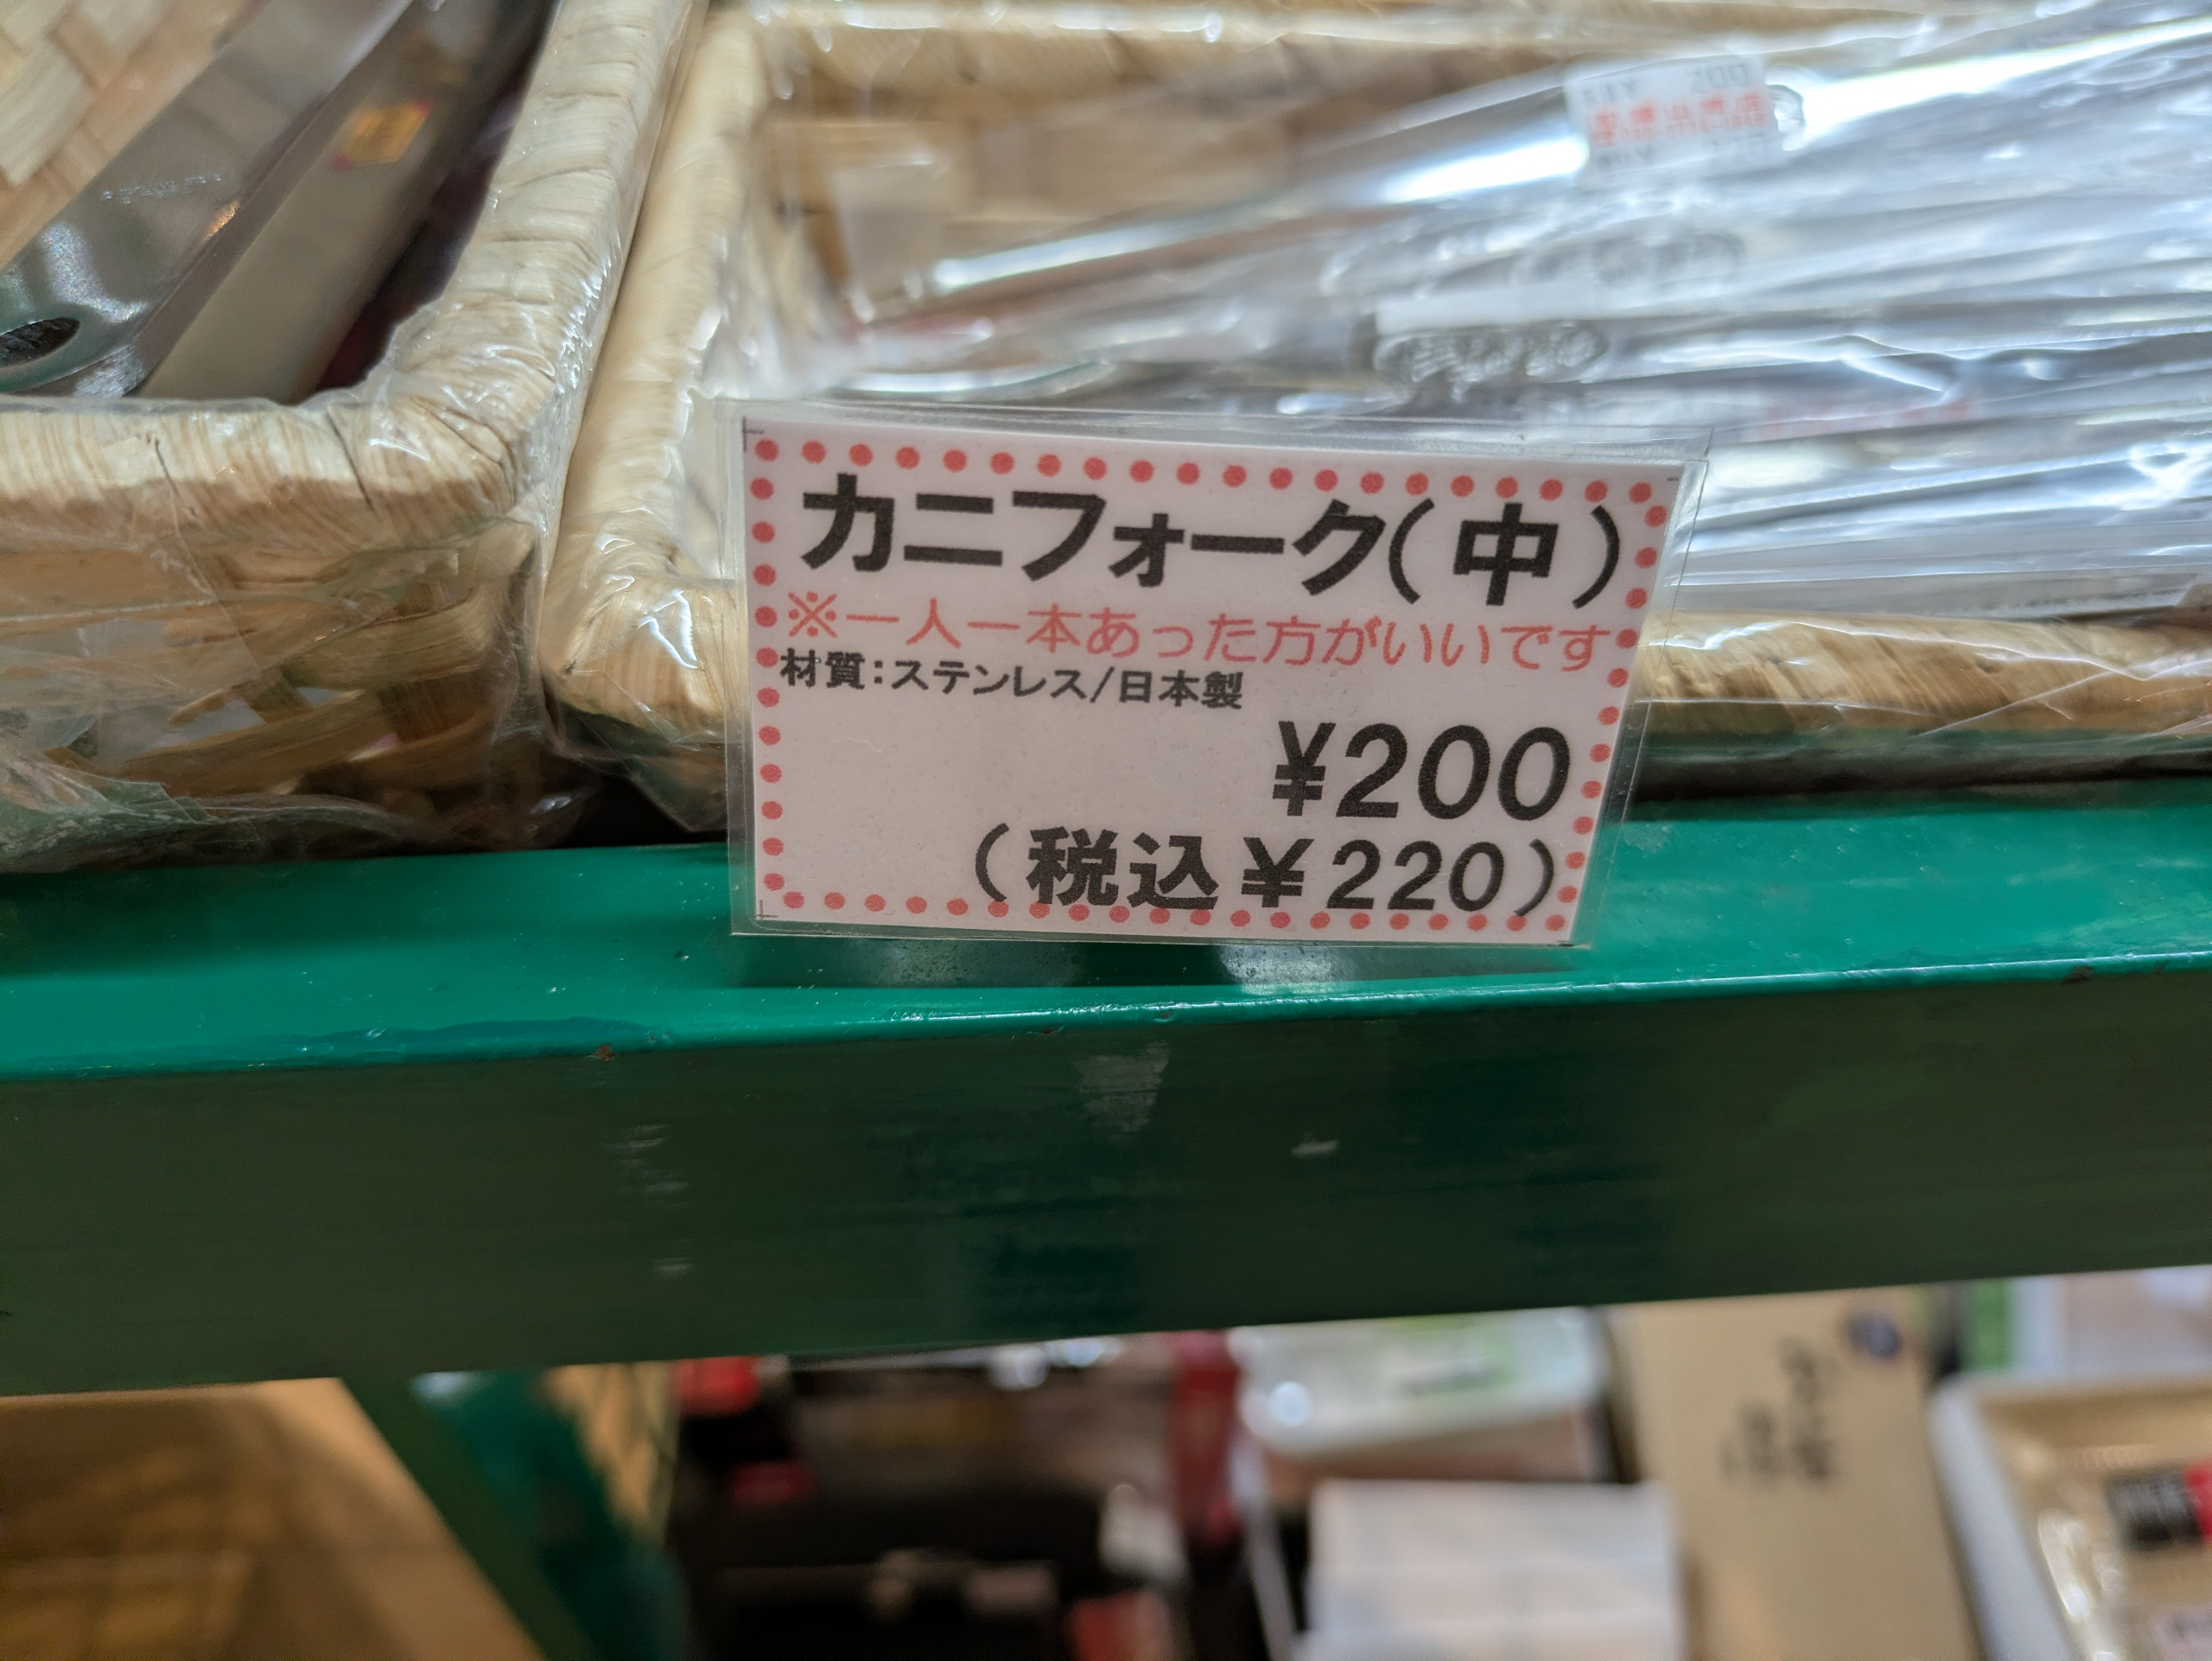 カニフォーク(中)
※一人一本あった方がいいです
材質:ステンレス/日本製
¥200
(税込¥220)